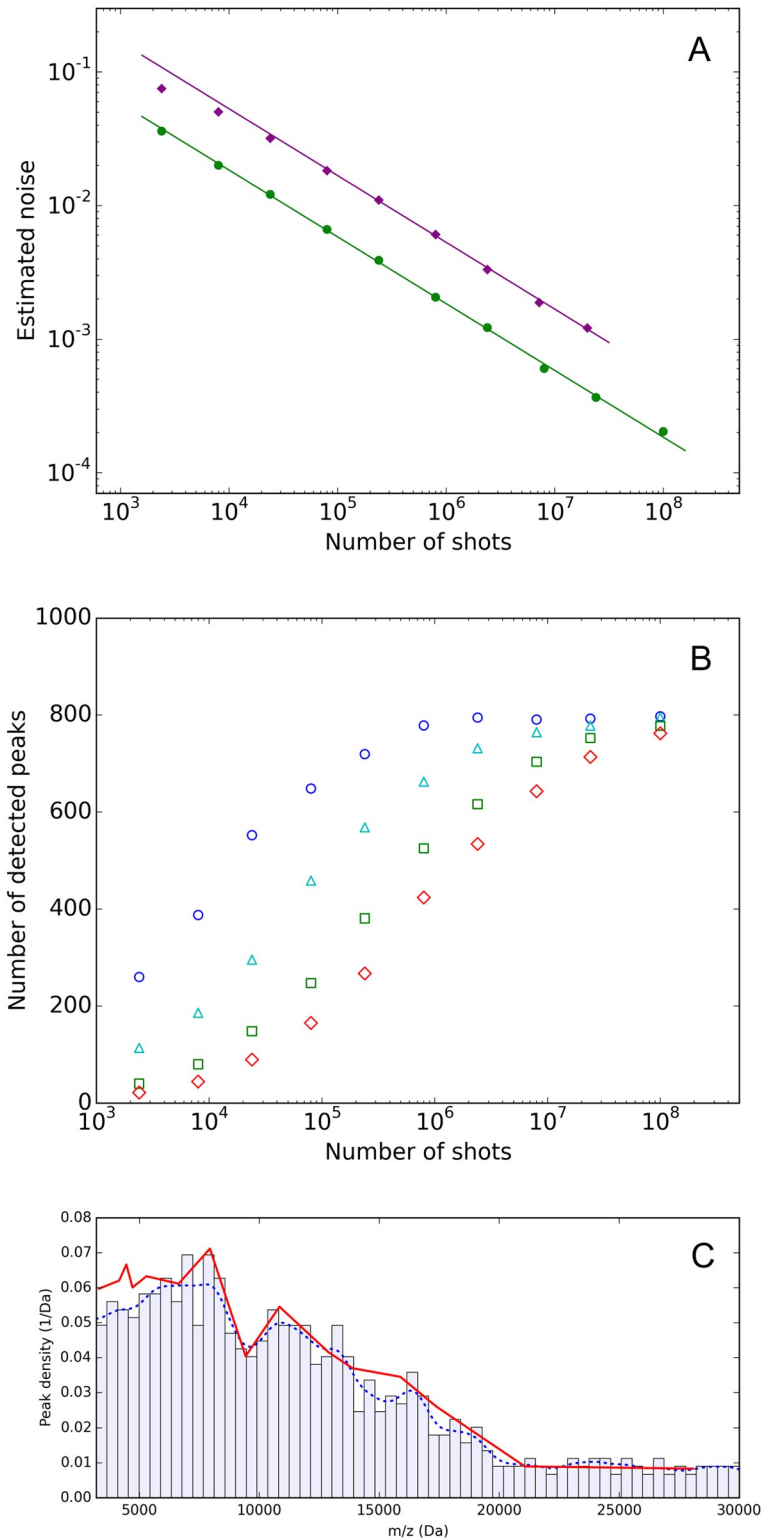 A
10^-1
10^-2
10^-3
10^-4
Estimated noise
10^3 10^4 10^5 10^6 10^7 10^8
Number of shots
B
1000
800
600
400
200
0
Number of detected peaks
10^3 10^4 10^5 10^6 10^7 10^8
Number of shots
C
0.08
0.07
0.06
0.05
0.04
0.03
0.02
0.01
0.00
Peak density (1/Da)
5000 10000 15000 20000 25000 30000
m/z (Da)